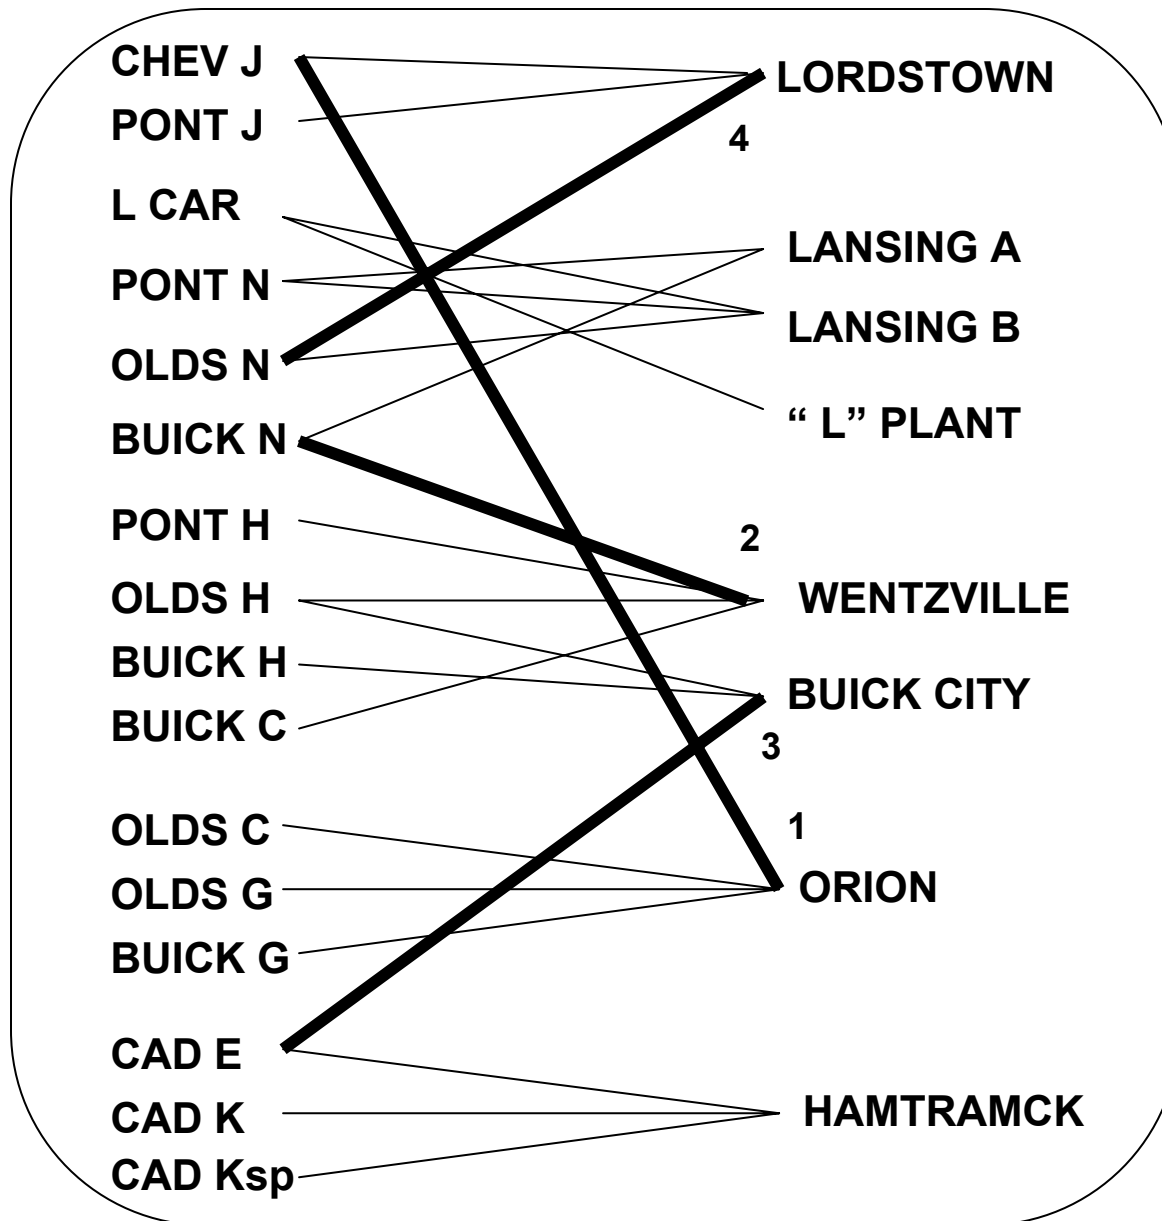 CHEV J
PONT J
L CAR
PONT N
OLDS N
BUICK N
PONT H
OLDS H
BUICK H
BUICK C
OLDS C
OLDS G
BUICK G
CAD E
CAD K
CAD Ksp
LORDSTOWN
4
LANSING A
LANSING B
“ L” PLANT
2
WENTZVILLE
BUICK CITY
3
1
ORION
HAMTRAMCK